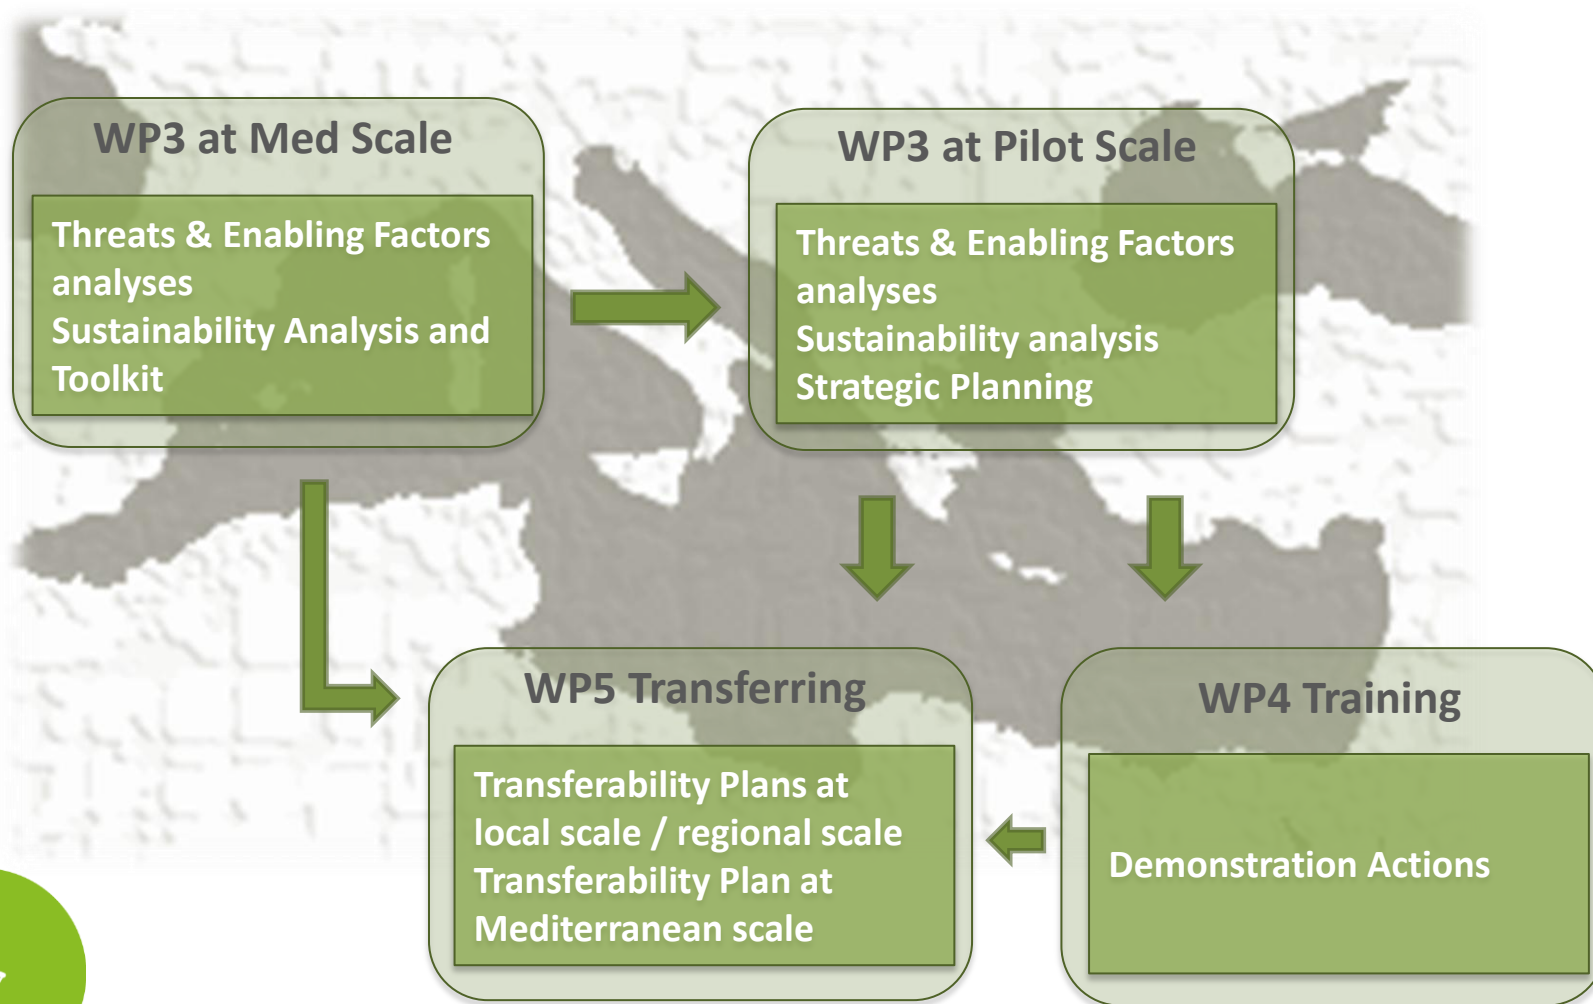 WP3 at Med Scale
Threats & Enabling Factors
analyses
Sustainability Analysis and
Toolkit
WP3 at Pilot Scale
Threats & Enabling Factors
analyses
Sustainability analysis
Strategic Planning
WP5 Transferring
Transferability Plans at
local scale / regional scale
Transferability Plan at
Mediterranean scale
WP4 Training
Demonstration Actions